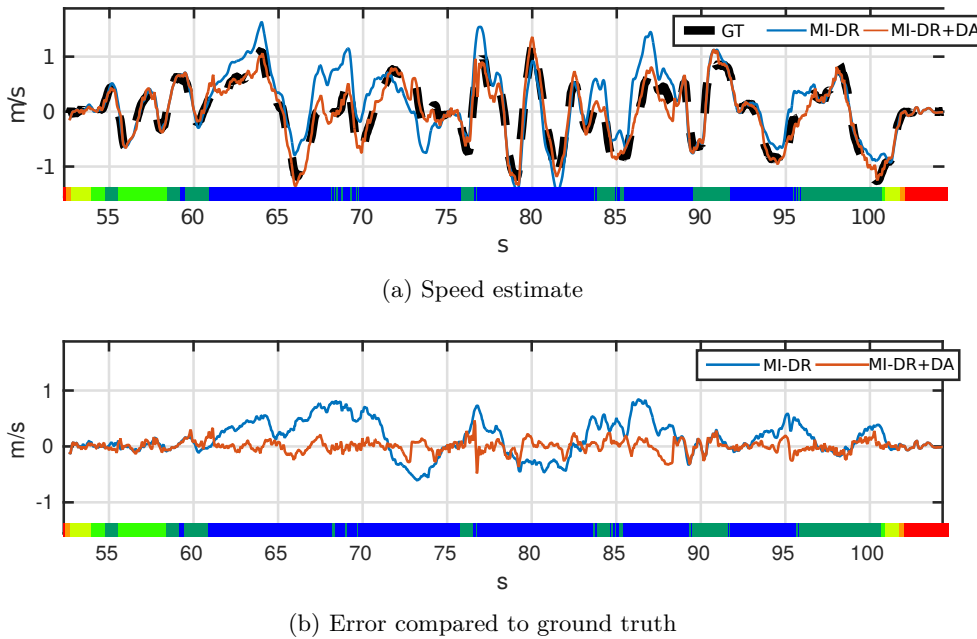 GT MI-DR MI-DR+DA
1
0
-1
m/s
55 60 65 70 75 80 85 90 95 100
s
(a) Speed estimate
MI-DR MI-DR+DA
1
0
-1
m/s
55 60 65 70 75 80 85 90 95 100
s
(b) Error compared to ground truth